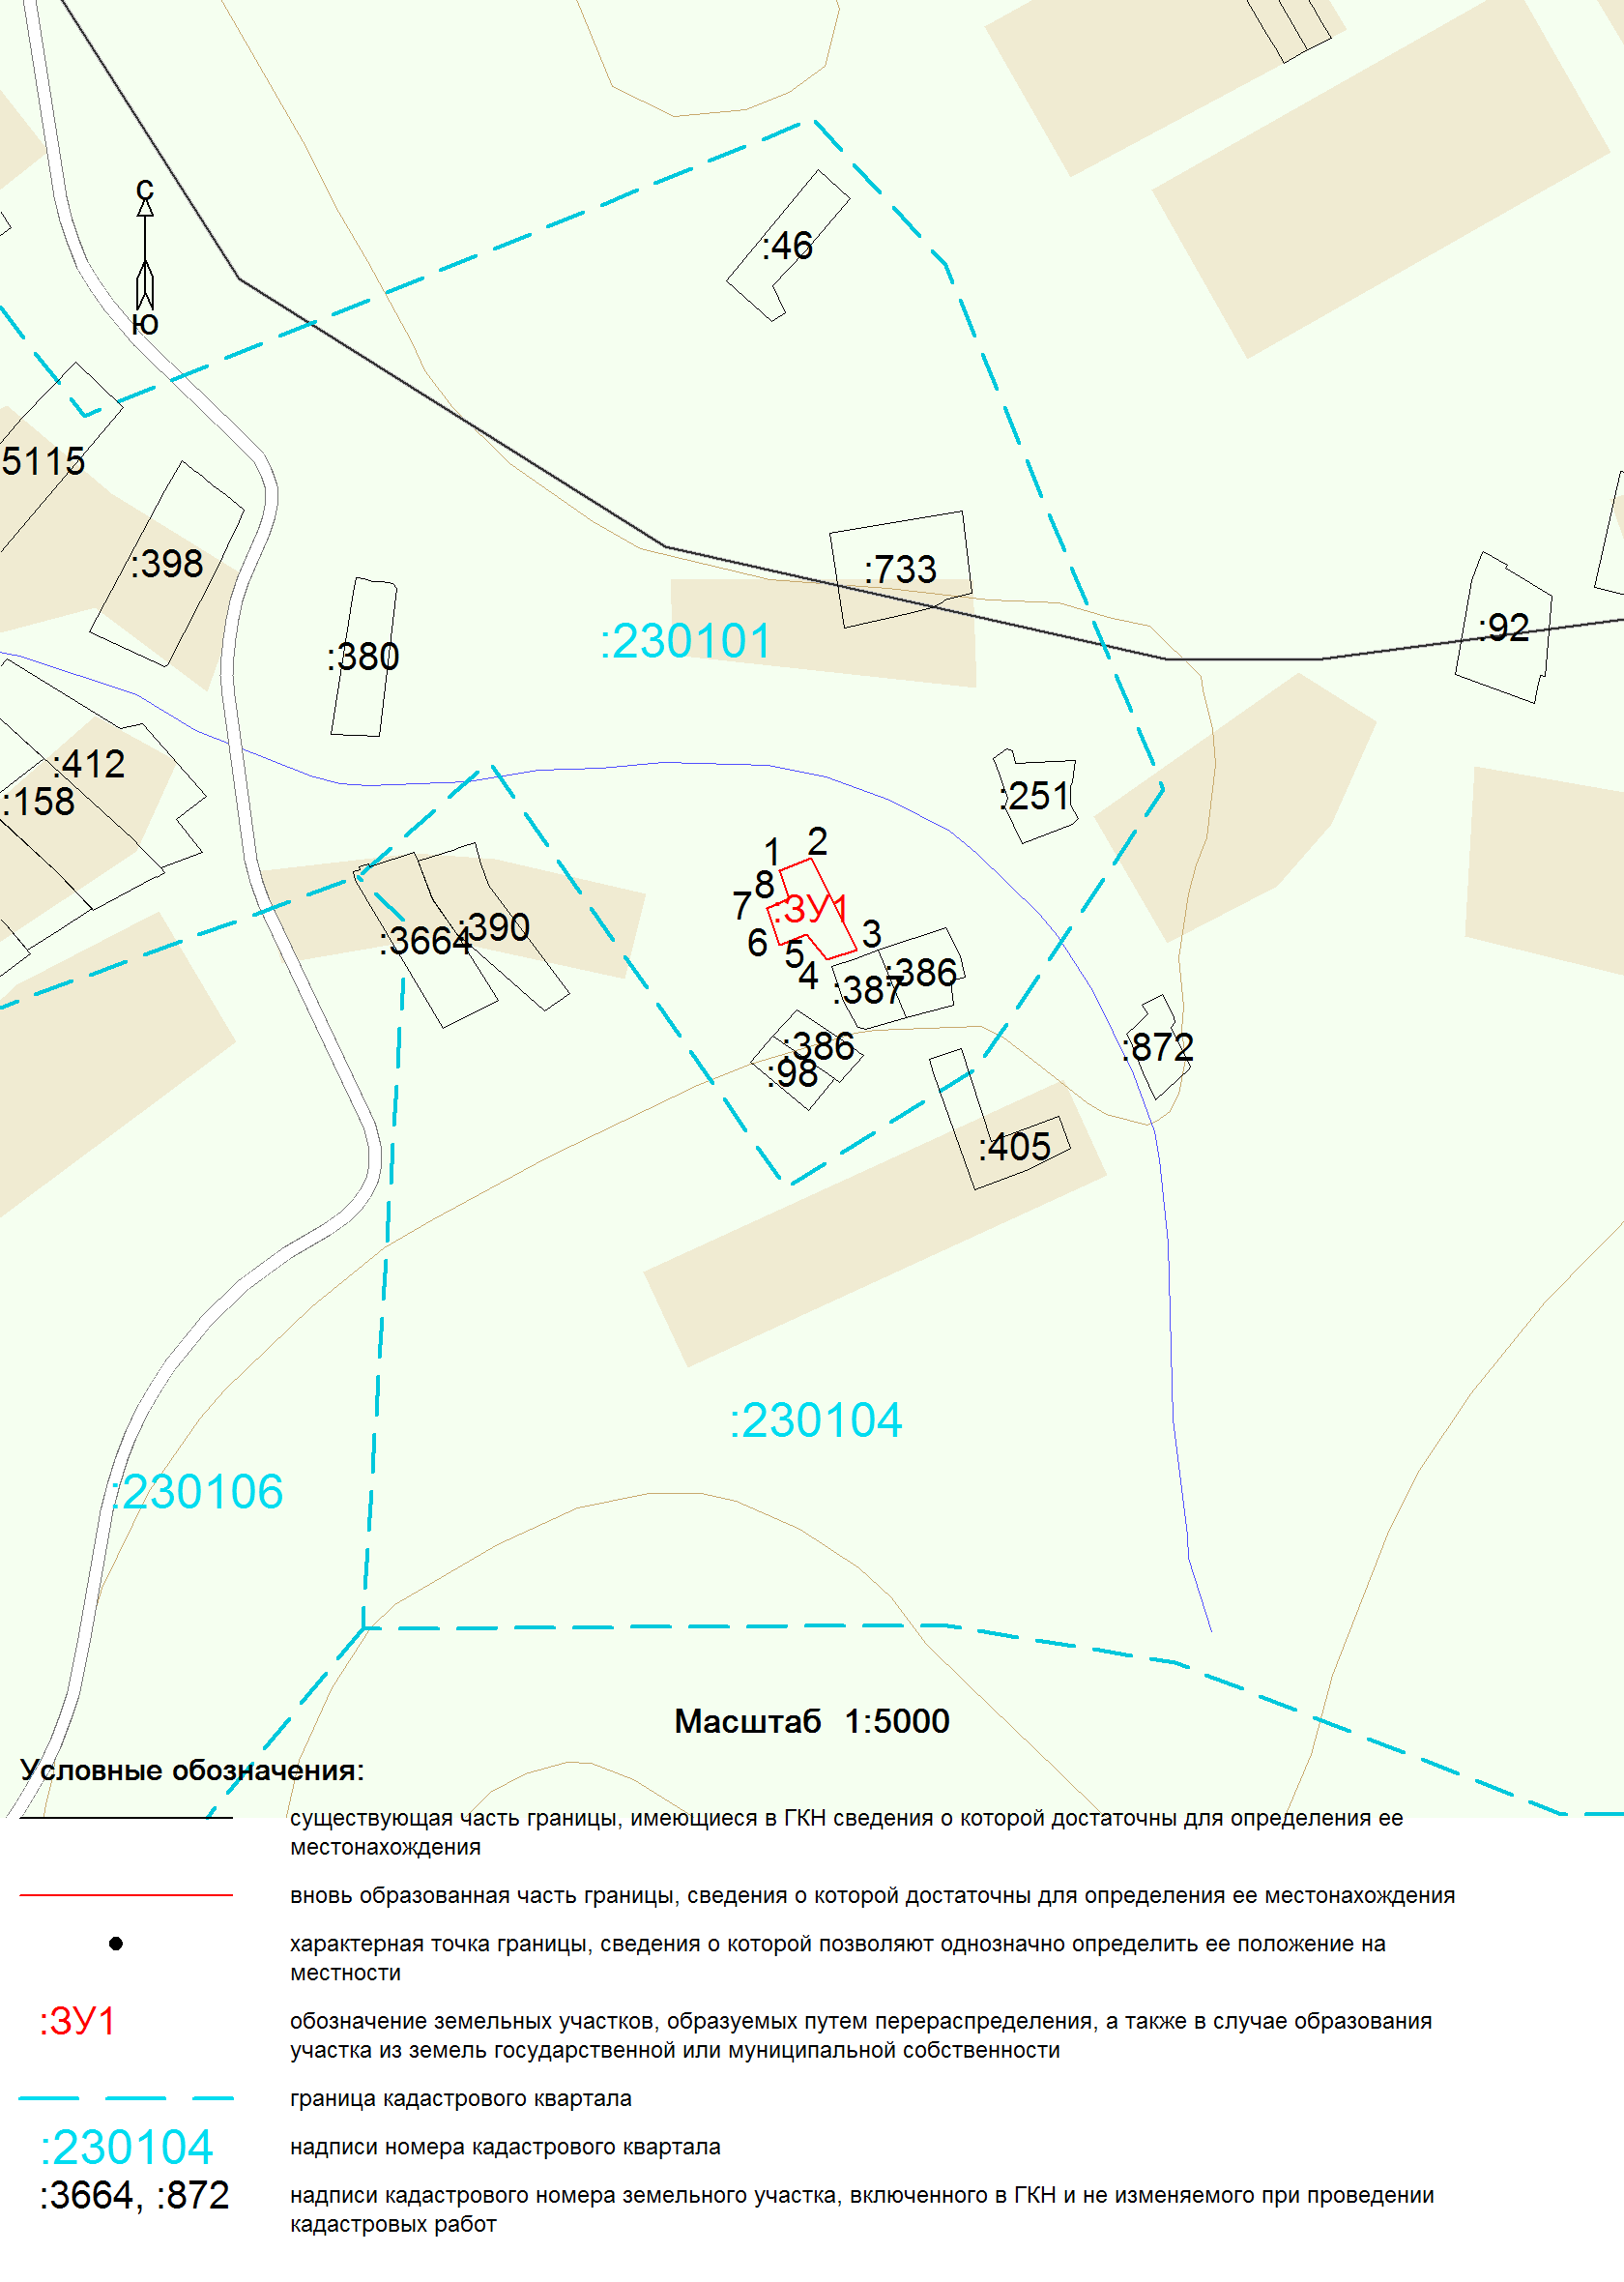 С
Ю
:46
5115
:398
:733
:230101
:92
:380
:412
:158
:251
1
2
8
7
:ЗУ1
3
6
5
4
:390
:3664
:386
:387
:386
:98
:872
:405
:230104
:230106
Масштаб 1:5000
Условные обозначения:
существующая часть границы, имеющиеся в ГКН сведения о которой достаточны для определения ее
местонахождения
вновь образованная часть границы, сведения о которой достаточны для определения ее местонахождения
характерная точка границы, сведения о которой позволяют однозначно определить ее положение на
местности
:ЗУ1
обозначение земельных участков, образуемых путем перераспределения, а также в случае образования
участка из земель государственной или муниципальной собственности
граница кадастрового квартала
:230104
надписи номера кадастрового квартала
:3664, :872
надписи кадастрового номера земельного участка, включенного в ГКН и не изменяемого при проведении
кадастровых работ